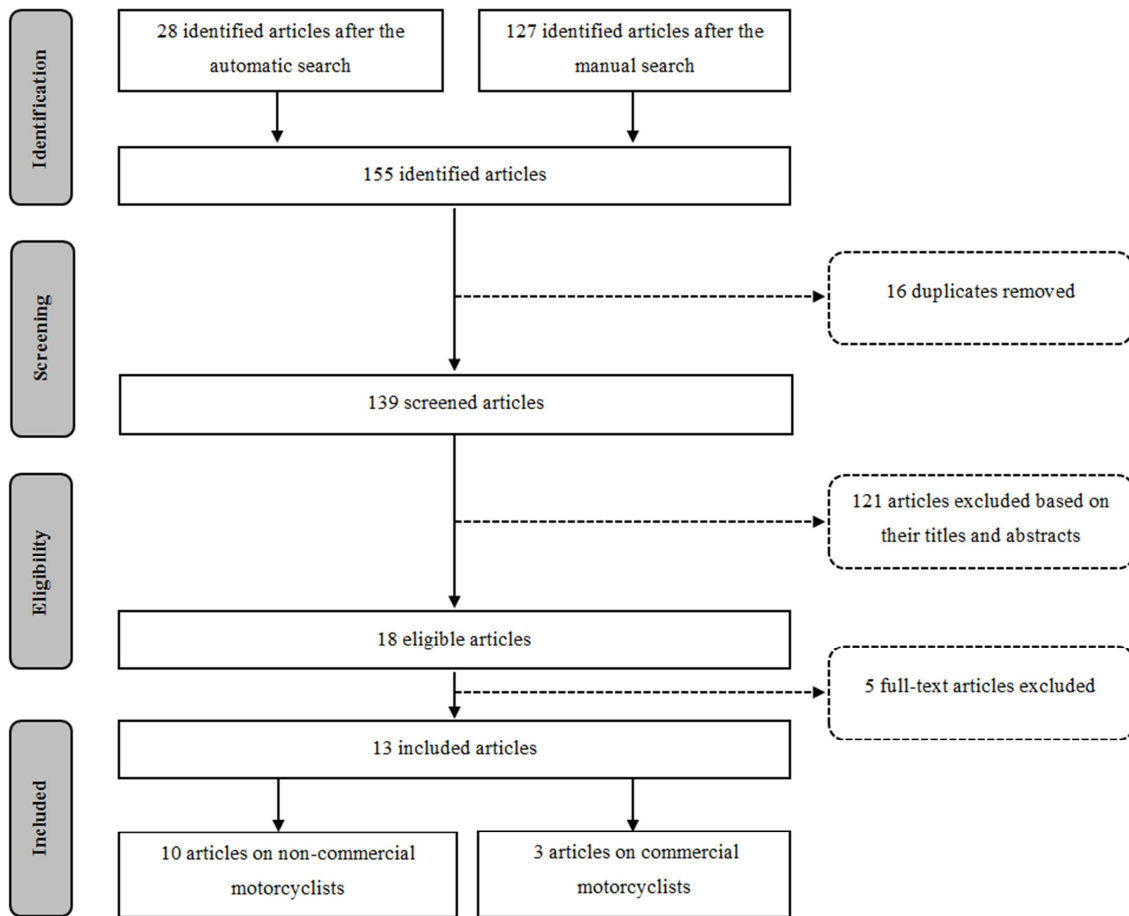 Identification
28 identified articles after the
automatic search
127 identified articles after the
manual search
155 identified articles
Screening
16 duplicates removed
139 screened articles
Eligibility
121 articles excluded based on
their titles and abstracts
18 eligible articles
5 full-text articles excluded
Included
13 included articles
10 articles on non-commercial
motorcyclists
3 articles on commercial
motorcyclists